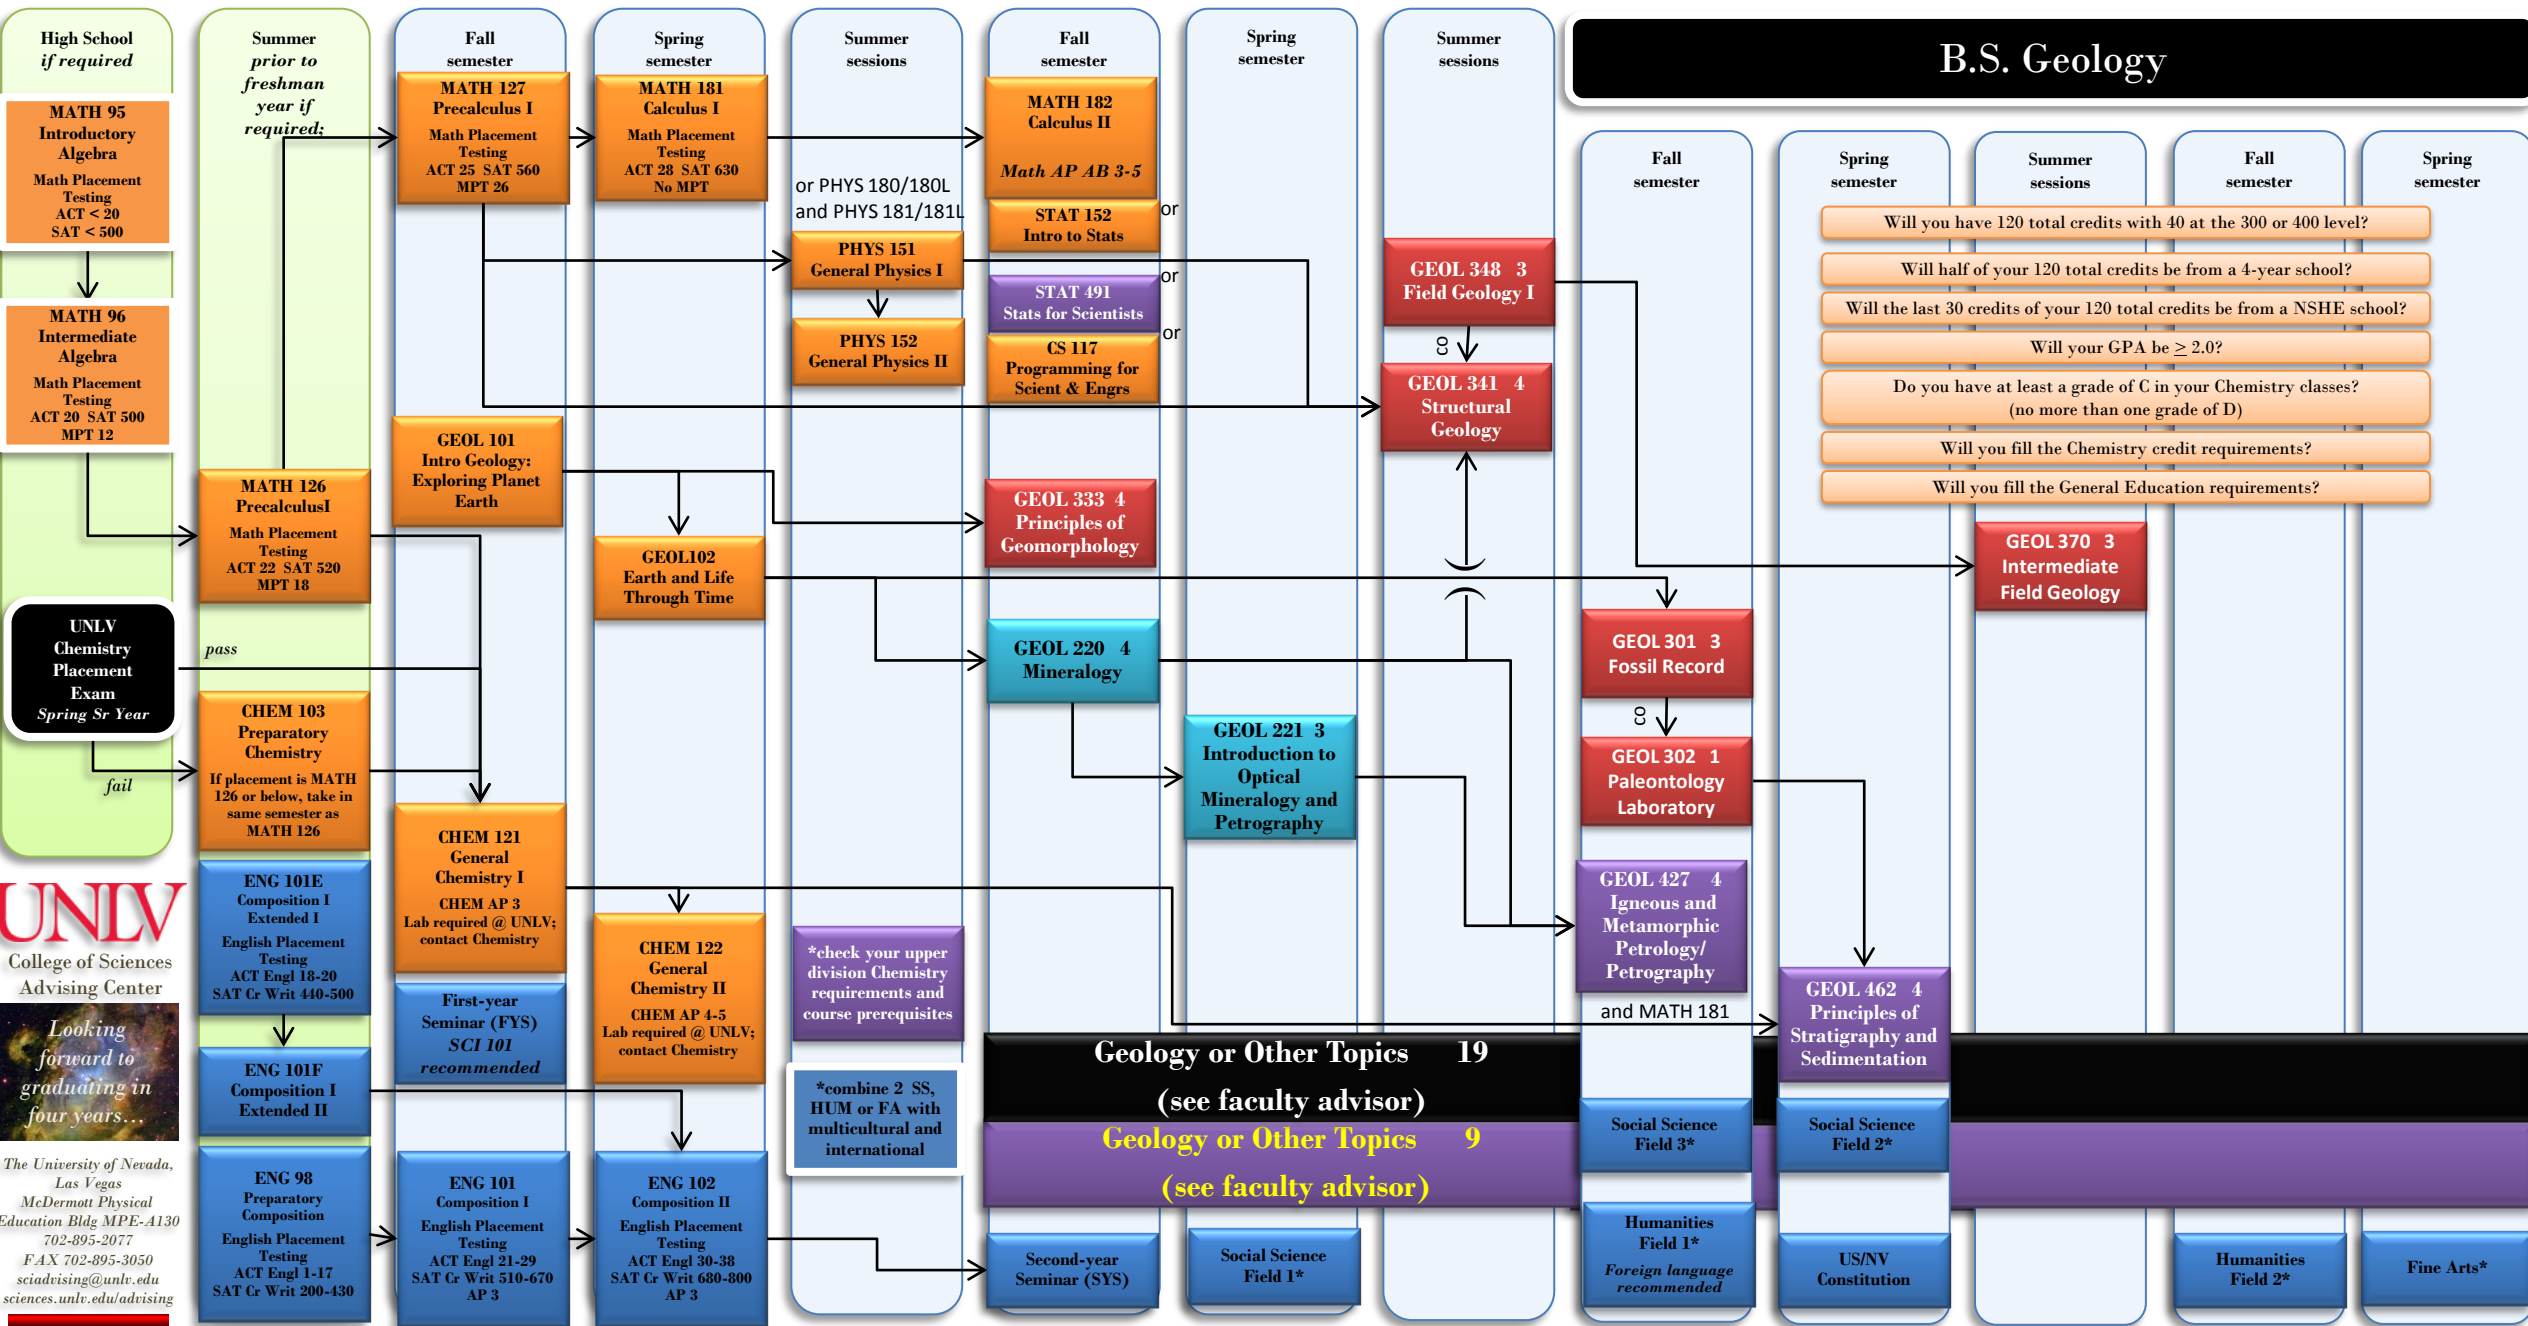 High School
if required
MATH 95
Introductory
Algebra
Math Placement
Testing
ACT < 20
SAT < 500
MATH 96
Intermediate
Algebra
Math Placement
Testing
ACT 20 SAT 500
MPT 12
UNLV
Chemistry
Placement
Exam
Spring Sr Year
pass
fail
UNLV
College of Sciences
Advising Center
Looking
forward to
graduating in
four years…
The University of Nevada,
Las Vegas
McDermott Physical
Education Bldg MPE-A130
702-895-2077
FAX 702-895-3050
sciadvising@unlv.edu
sciences.unlv.edu/advising
Summer
prior to
freshman
year if
required;
MATH 126
PrecalculusI
Math Placement
Testing
ACT 22 SAT 520
MPT 18
CHEM 103
Preparatory
Chemistry
If placement is MATH
126 or below, take in
same semester as
MATH 126
ENG 101E
Composition I
Extended I
English Placement
Testing
ACT Engl 18-20
SAT Cr Writ 440-500
ENG 101F
Composition I
Extended II
ENG 98
Preparatory
Composition
English Placement
Testing
ACT Engl 1-17
SAT Cr Writ 200-430
Fall
semester
MATH 127
Precalculus I
Math Placement
Testing
ACT 25 SAT 560
MPT 26
GEOL 101
Intro Geology:
Exploring Planet
Earth
CHEM 121
General
Chemistry I
CHEM AP 3
Lab required @ UNLV;
contact Chemistry
First-year
Seminar (FYS)
SCI 101
recommended
ENG 101
Composition I
English Placement
Testing
ACT Engl 21-29
SAT Cr Writ 510-670
AP 3
Spring
semester
MATH 181
Calculus I
Math Placement
Testing
ACT 28 SAT 630
No MPT
GEOL102
Earth and Life
Through Time
CHEM 122
General
Chemistry II
CHEM AP 4-5
Lab required @ UNLV;
contact Chemistry
ENG 102
Composition II
English Placement
Testing
ACT Engl 30-38
SAT Cr Writ 680-800
AP 3
Summer
sessions
or PHYS 180/180L
and PHYS 181/181L
PHYS 151
General Physics I
PHYS 152
General Physics II
*check your upper
division Chemistry
requirements and
course prerequisites
*combine 2 SS,
HUM or FA with
multicultural and
international
Fall
semester
MATH 182
Calculus II
Math AP AB 3-5
or
STAT 152
Intro to Stats
or
STAT 491
Stats for Scientists
or
CS 117
Programming for
Scient & Engrs
GEOL 333 4
Principles of
Geomorphology
GEOL 220 4
Mineralogy
Geology or Other Topics 19
(see faculty advisor)
Geology or Other Topics 9
(see faculty advisor)
Second-year
Seminar (SYS)
Spring
semester
GEOL 221 3
Introduction to
Optical
Mineralogy and
Petrography
Social Science
Field 1*
Summer
sessions
GEOL 348 3
Field Geology I
CO
GEOL 341 4
Structural
Geology
B.S. Geology
Fall
semester
GEOL 301 3
Fossil Record
CO
GEOL 302 1
Paleontology
Laboratory
GEOL 427 4
Igneous and
Metamorphic
Petrology/
Petrography
and MATH 181
Social Science
Field 3*
Humanities
Field 1*
Foreign language
recommended
Spring
semester
GEOL 462 4
Principles of
Stratigraphy and
Sedimentation
Social Science
Field 2*
US/NV
Constitution
Summer
sessions
Fall
semester
Spring
semester
Will you have 120 total credits with 40 at the 300 or 400 level?
Will half of your 120 total credits be from a 4-year school?
Will the last 30 credits of your 120 total credits be from a NSHE school?
Will your GPA be ≥ 2.0?
Do you have at least a grade of C in your Chemistry classes?
(no more than one grade of D)
Will you fill the Chemistry credit requirements?
Will you fill the General Education requirements?
GEOL 370 3
Intermediate
Field Geology
Humanities
Field 2*
Fine Arts*